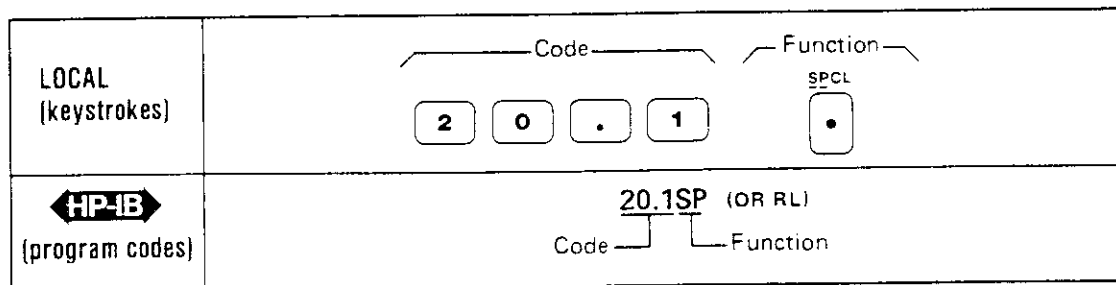 Code
Function
LOCAL
(keystrokes)
SPCL
2 0 . 1 •
HP-IB
(program codes)
20.1SP (OR RL)
Code
Function